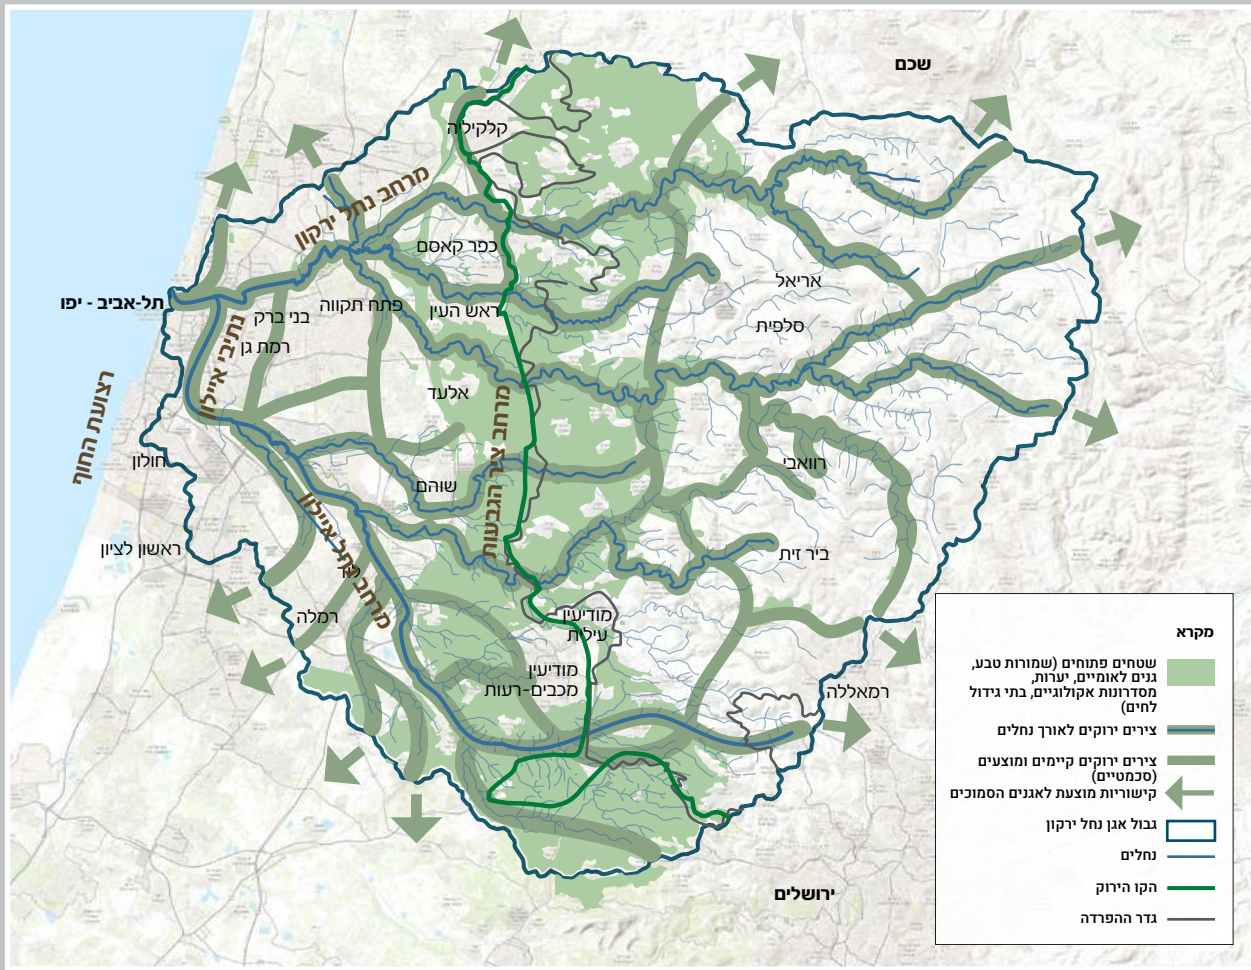 שכם
קלקיליה
מרחב נחל ירקון
כפר קאסם
אריאל
תל-אביב - יפו
פתח תקווה
ראש העין
בני ברק
סלפית
רמת גן
נתיבי איילון
אלעד
רצועת החוף
מרחב ציר הגבעות
חולון
רוואבי
שוהם
מרחב נחל איילון
ראשון לציון
ביר זית
לוד
רמלה
מודיעין
עילית
מודיעין
מכבים-רעות
רמאללה
ירושלים
מקרא
שטחים פתוחים (שמורות טבע,
גנים לאומיים, יערות,
מסדרונות אקולוגיים, בתי גידול
לחים)
צירים ירוקים לאורך נחלים
צירים ירוקים קיימים ומוצעים
(סכמטיים)
קישוריות מוצעת לאגנים הסמוכים
גבול אגן נחל ירקון
נחלים
הקו הירוק
גדר ההפרדה